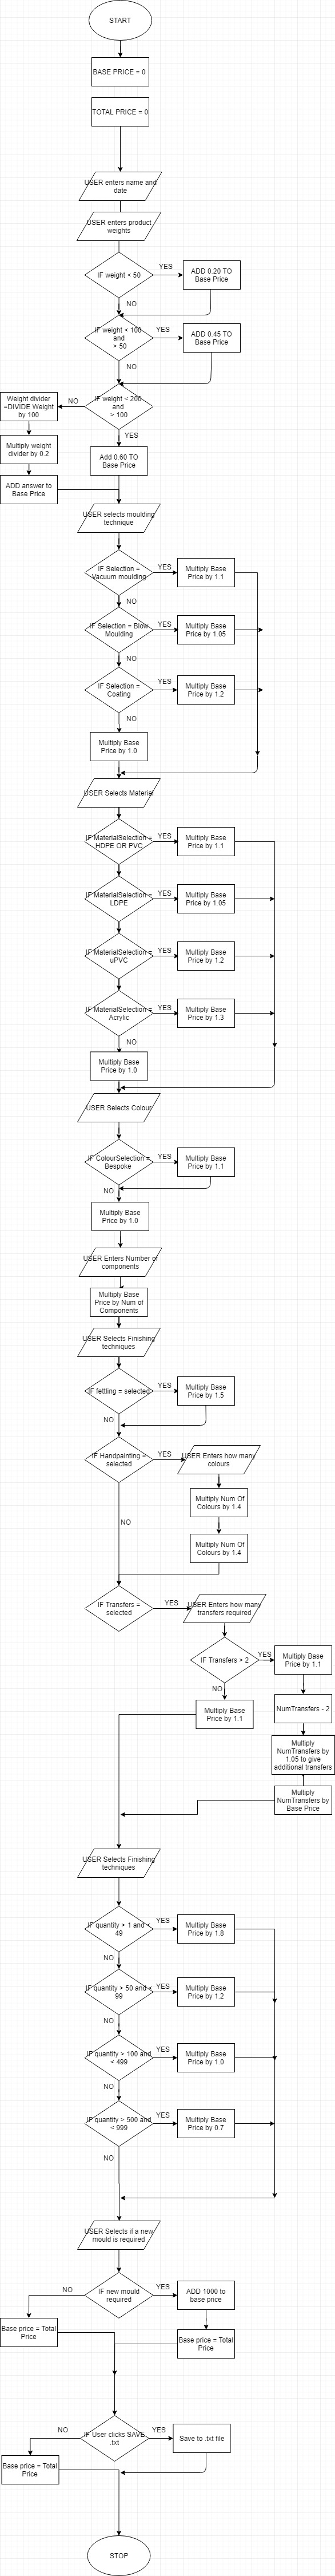 START
BASE PRICE = 0
TOTAL PRICE = 0
USER enters name and
date
USER enters product
weights
IF weight < 50
YES
ADD 0.20 TO
Base Price
NO
IF weight < 100
and
> 50
YES
ADD 0.45 TO
Base Price
NO
IF weight < 200
and
> 100
NO
Weight divider
=DIVIDE Weight
by 100
YES
Multiply weight
divider by 0.2
Add 0.60 TO
Base Price
ADD answer to
Base Price
USER selects moulding
technique
IF Selection =
Vacuum moulding
YES
Multiply Base
Price by 1.1
NO
IF Selection = Blow
Moulding
YES
Multiply Base
Price by 1.05
NO
IF Selection =
Coating
YES
Multiply Base
Price by 1.2
NO
Multiply Base
Price by 1.0
USER Selects Material
IF MaterialSelection =
HDPE OR PVC
YES
Multiply Base
Price by 1.1
IF MaterialSelection =
LDPE
YES
Multiply Base
Price by 1.05
IF MaterialSelection =
uPVC
YES
Multiply Base
Price by 1.2
IF MaterialSelection =
Acrylic
YES
Multiply Base
Price by 1.3
NO
Multiply Base
Price by 1.0
USER Selects Colour
IF ColourSelection =
Bespoke
YES
Multiply Base
Price by 1.1
NO
Multiply Base
Price by 1.0
USER Enters Number of
components
Multiply Base
Price by Num of
Components
USER Selects Finishing
techniques
IF fettling = selected
YES
Multiply Base
Price by 1.5
NO
IF Handpainting =
selected
YES
USER Enters how many
colours
Multiply Num Of
Colours by 1.4
NO
Multiply Num Of
Colours by 1.4
IF Transfers =
selected
YES
USER Enters how many
transfers required
IF Transfers > 2
YES
Multiply Base
Price by 1.1
NO
Multiply Base
Price by 1.1
NumTransfers - 2
Multiply
NumTransfers by
1.05 to give
additional transfers
Multiply
NumTransfers by
Base Price
USER Selects Finishing
techniques
IF quantity > 1 and <
49
YES
Multiply Base
Price by 1.8
NO
IF quantity > 50 and <
99
YES
Multiply Base
Price by 1.2
NO
IF quantity > 100 and
< 499
YES
Multiply Base
Price by 1.0
NO
IF quantity > 500 and
< 999
YES
Multiply Base
Price by 0.7
NO
USER Selects if a new
mould is required
IF new mould
required
NO
YES
ADD 1000 to
base price
Base price = Total
Price
Base price = Total
Price
IF User clicks SAVE
.txt
NO
YES
Save to .txt file
Base price = Total
Price
STOP